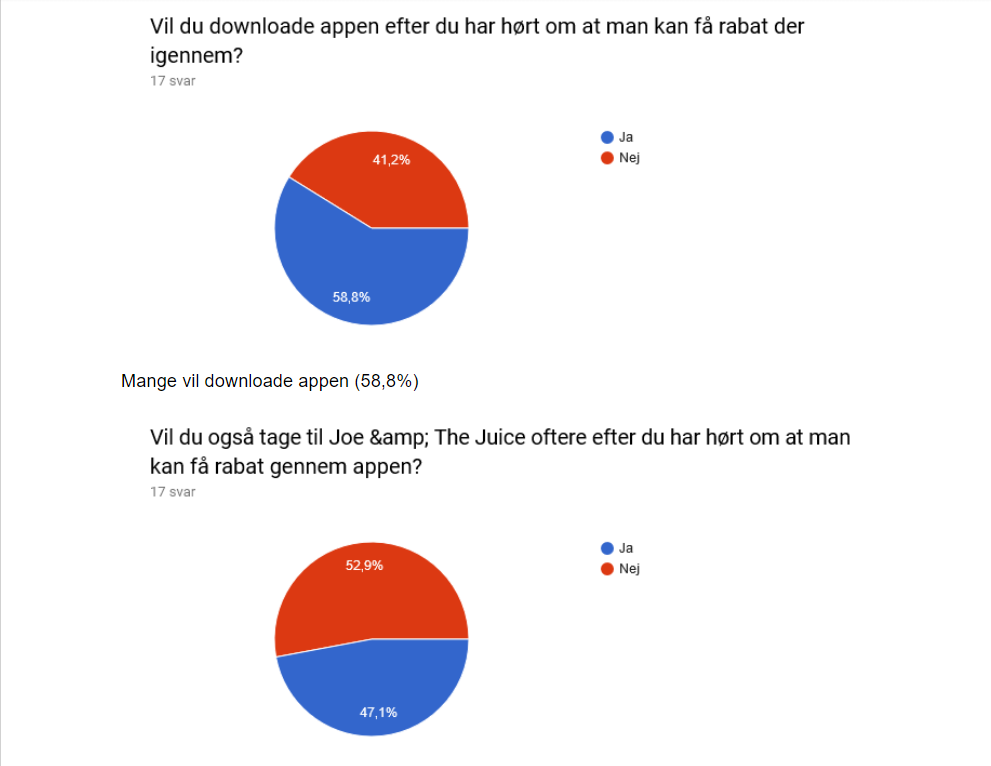 Vil du downloade appen efter du har hørt om at man kan få rabat der
igennem?
17 svar
Ja
Nej
41,2%
58,8%
Mange vil downloade appen (58,8%)
Vil du også tage til Joe &amp; The Juice oftere efter du har hørt om at man
kan få rabat gennem appen?
17 svar
Ja
Nej
52,9%
47,1%